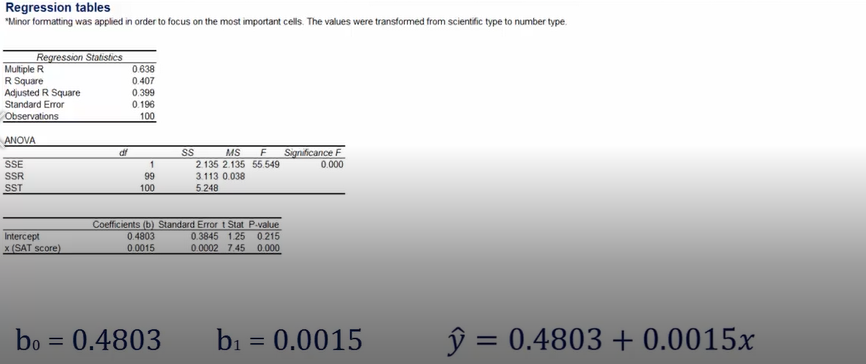 Regression tables
*Minor formatting was applied in order to focus on the most important cells. The values were transformed from scientific type to number type.
Regression Statistics
Multiple R 0.638
R Square 0.407
Adjusted R Square 0.399
Standard Error 0.196
Observations 100
ANOVA
df SS MS F Significance F
SSE 1 2.135 2.135 55.549 0.000
SSR 99 3.113 0.038
SST 100 5.248
Coefficients (b) Standard Error t Stat P-value
Intercept 0.4803 0.3845 1.25 0.215
x (SAT score) 0.0015 0.0002 7.45 0.000
b₀ = 0.4803 b₁ = 0.0015 ŷ = 0.4803 + 0.0015x